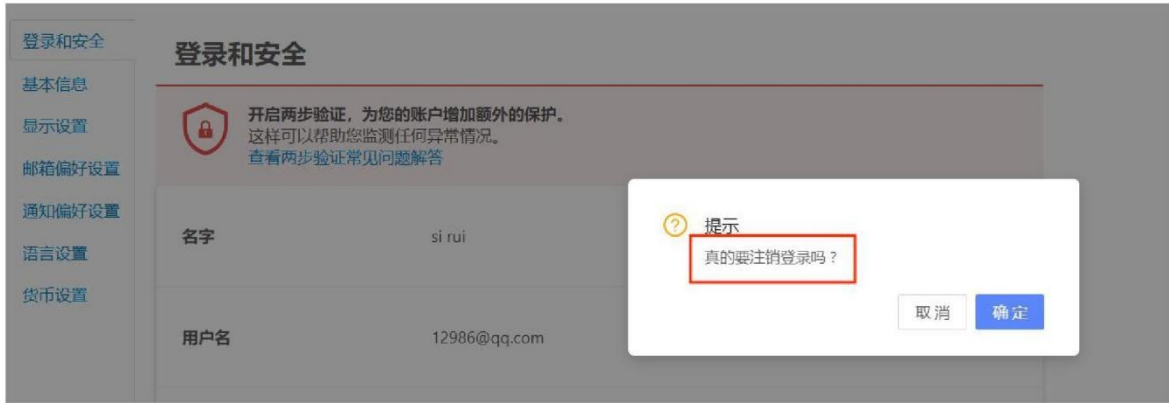 登录和安全
基本信息
显示设置
邮箱偏好设置
通知偏好设置
语言设置
货币设置
登录和安全
开启两步验证，为您的账户增加额外的保护。
这样可以帮助您监测任何异常情况。
查看两步验证常见问题解答
名字 si rui
用户名 12986@qq.com
提示
真的要注销登录吗？
取消 确定